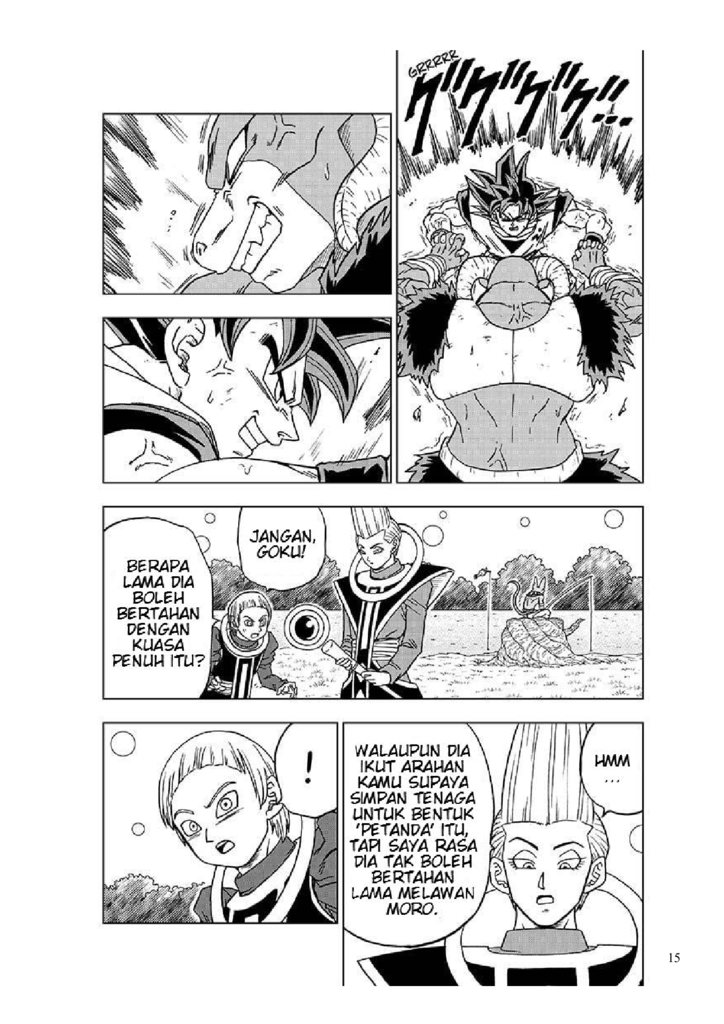 GRRRRR
ググググ...
...
JANGAN,
GOKU!
BERAPA
LAMA DIA
BOLEH
BERTAHAN
DENGAN
KUASA
PENUH ITU?
HMM
...
WALAUPUN DIA
IKUT ARAHAN
KAMU SUPAYA
SIMPAN TENAGA
UNTUK BENTUK
'PETANDA' ITU,
TAPI SAYA RASA
DIA TAK BOLEH
BERTAHAN
LAMA MELAWAN
MORO.
!
15